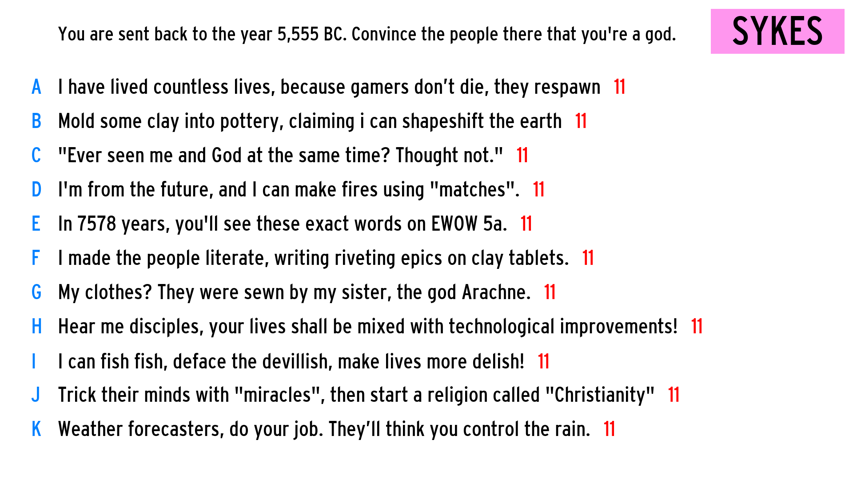 You are sent back to the year 5,555 BC. Convince the people there that you're a god.
SYKES
A I have lived countless lives, because gamers don’t die, they respawn 11
B Mold some clay into pottery, claiming i can shapeshift the earth 11
C "Ever seen me and God at the same time? Thought not." 11
D I'm from the future, and I can make fires using "matches". 11
E In 7578 years, you'll see these exact words on EWOW 5a. 11
F I made the people literate, writing riveting epics on clay tablets. 11
G My clothes? They were sewn by my sister, the god Arachne. 11
H Hear me disciples, your lives shall be mixed with technological improvements! 11
I I can fish fish, deface the devillish, make lives more delish! 11
J Trick their minds with "miracles", then start a religion called "Christianity" 11
K Weather forecasters, do your job. They’ll think you control the rain. 11